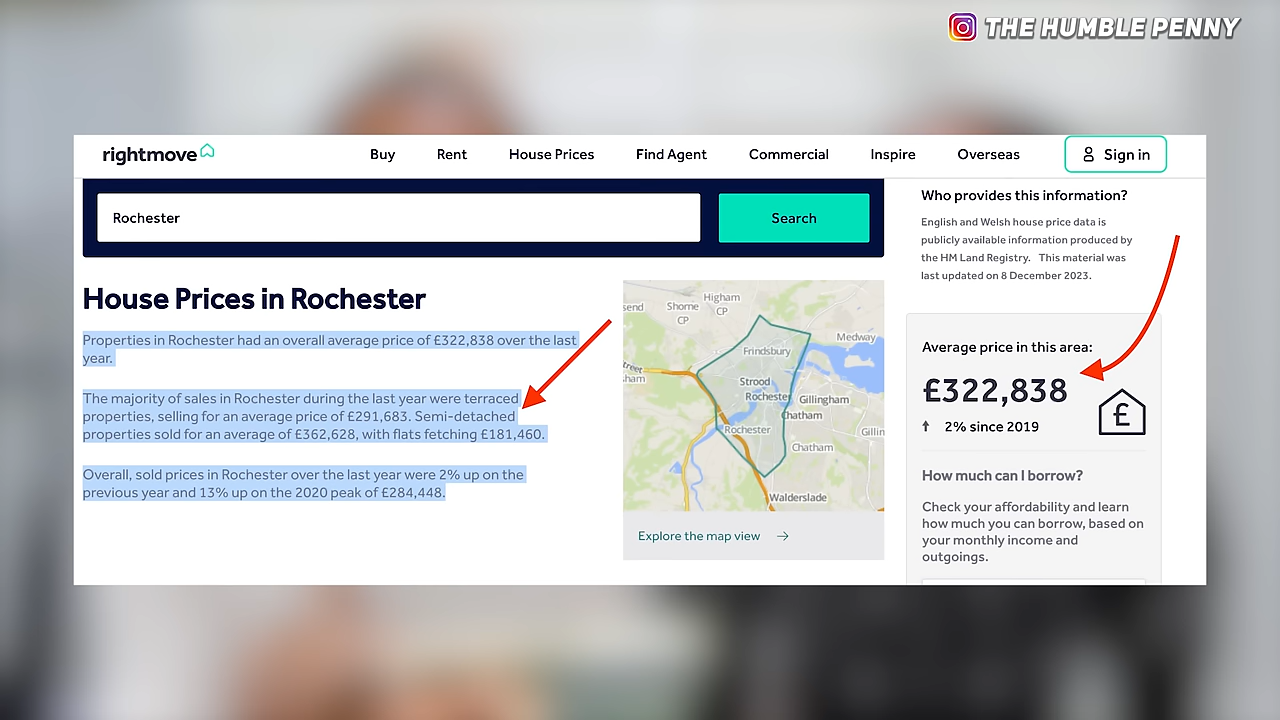 THE HUMBLE PENNY
rightmove
Buy
Rent
House Prices
Find Agent
Commercial
Inspire
Overseas
Sign in
Rochester
Search
House Prices in Rochester
Properties in Rochester had an overall average price of £322,838 over the last
year.
The majority of sales in Rochester during the last year were terraced
properties, selling for an average price of £291,683. Semi-detached
properties sold for an average of £362,628, with flats fetching £181,460.
Overall, sold prices in Rochester over the last year were 2% up on the
previous year and 13% up on the 2020 peak of £284,448.
send
Shorne
CP
Higham
CP
Frindsbury
Medway
Street
ham
Strood
Rochester
Gillingham
Chatham
Rochester
Gillin
Chatham
Walderslade
Explore the map view
Who provides this information?
English and Welsh house price data is
publicly available information produced by
the HM Land Registry. This material was
last updated on 8 December 2023.
Average price in this area:
£322,838
£
2% since 2019
How much can I borrow?
Check your affordability and learn
how much you can borrow, based on
your monthly income and
outgoings.